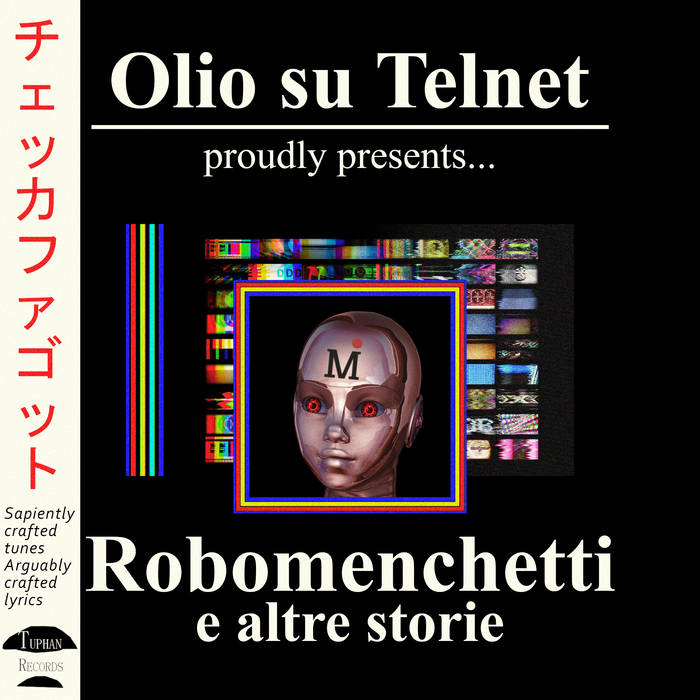 チェッカファゴット
Sapiently
crafted
tunes
Arguably
crafted
lyrics
TUPHAN
RECORDS
Olio su Telnet
proudly presents...
DDD
M
Robomenchetti
e altre storie